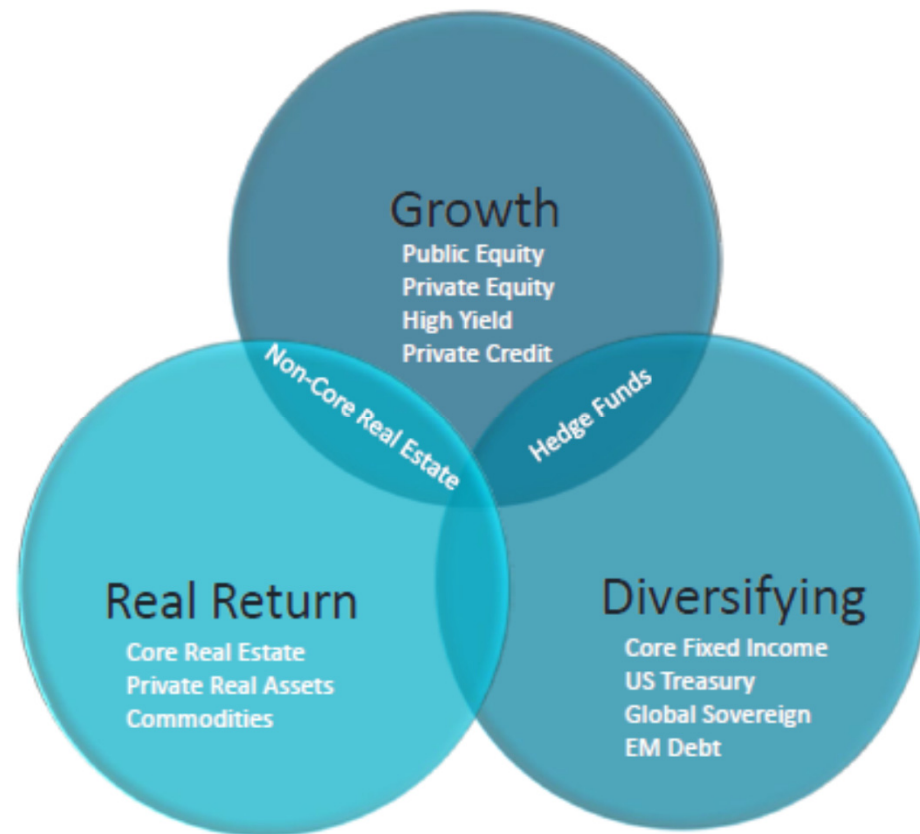 Growth
Public Equity
Private Equity
High Yield
Private Credit
Non-Core Real Estate
Hedge Funds
Real Return
Core Real Estate
Private Real Assets
Commodities
Diversifying
Core Fixed Income
US Treasury
Global Sovereign
EM Debt